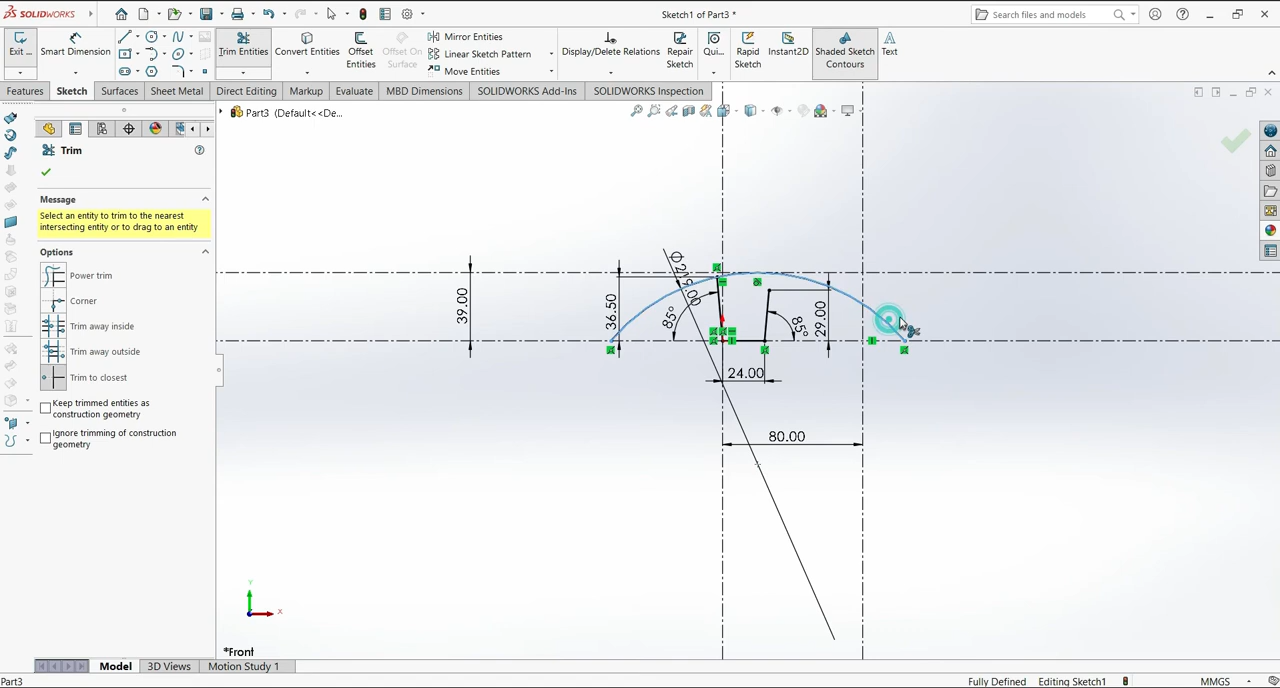 SOLIDWORKS
Sketch1 of Part3 *
Search files and models
Exit ...
Smart Dimension
Trim Entities
Convert Entities
Offset Entities
Offset On Surface
Mirror Entities
Linear Sketch Pattern
Move Entities
Display/Delete Relations
Repair Sketch
Qui...
Rapid Sketch
Instant2D
Shaded Sketch Contours
Text
Features
Sketch
Surfaces
Sheet Metal
Direct Editing
Markup
Evaluate
MBD Dimensions
SOLIDWORKS Add-Ins
SOLIDWORKS Inspection
Part3 (Default<<De...
Trim
Message
Select an entity to trim to the nearest
intersecting entity or to drag to an entity
Options
Power trim
Corner
Trim away inside
Trim away outside
Trim to closest
Keep trimmed entities as
construction geometry
Ignore trimming of construction
geometry
39.00
36.50
85°
85°
29.00
24.00
80.00
Y
X
*Front
Model
3D Views
Motion Study 1
Part3
Fully Defined
Editing Sketch1
MMGS